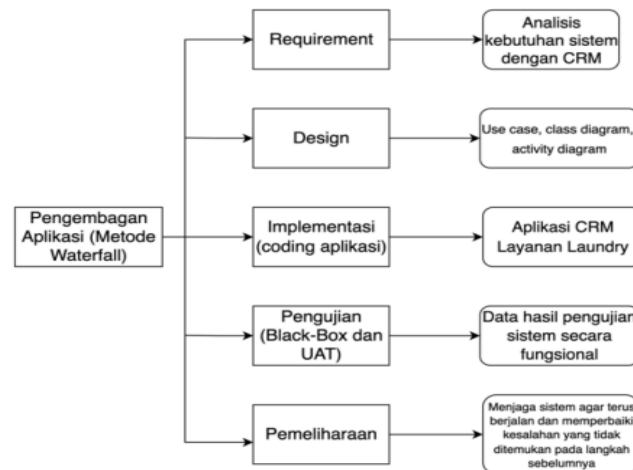 Requirement
Analisis
kebutuhan sistem
dengan CRM
Design
Use case, class diagram,
activity diagram
Pengembagan
Aplikasi (Metode
Waterfall)
Implementasi
(coding aplikasi)
Aplikasi CRM
Layanan Laundry
Pengujian
(Black-Box dan
UAT)
Data hasil pengujian
sistem secara
fungsional
Pemeliharaan
Menjaga sistem agar terus
berjalan dan memperbaiki
kesalahan yang tidak
ditemukan pada langkah
sebelumnya